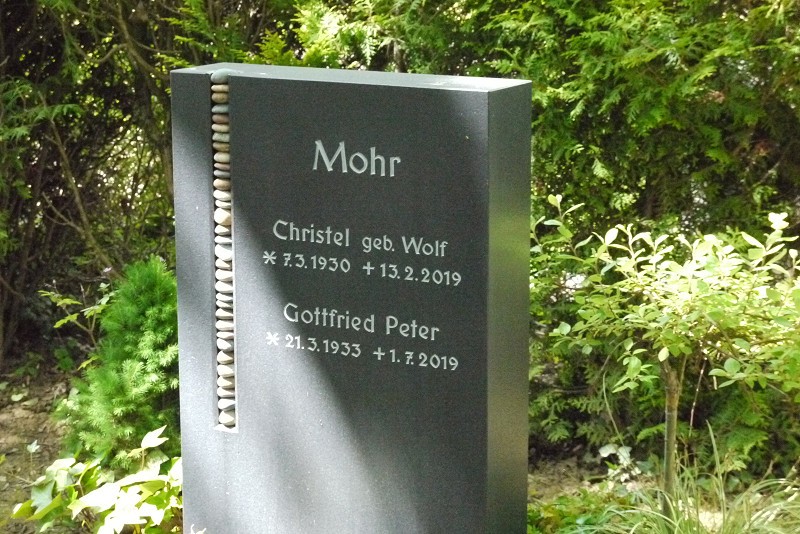 Mohr
Christel geb. Wolf
* 7.3.1930 + 13.2.2019
Gottfried Peter
* 21.3.1933 + 1.7.2019